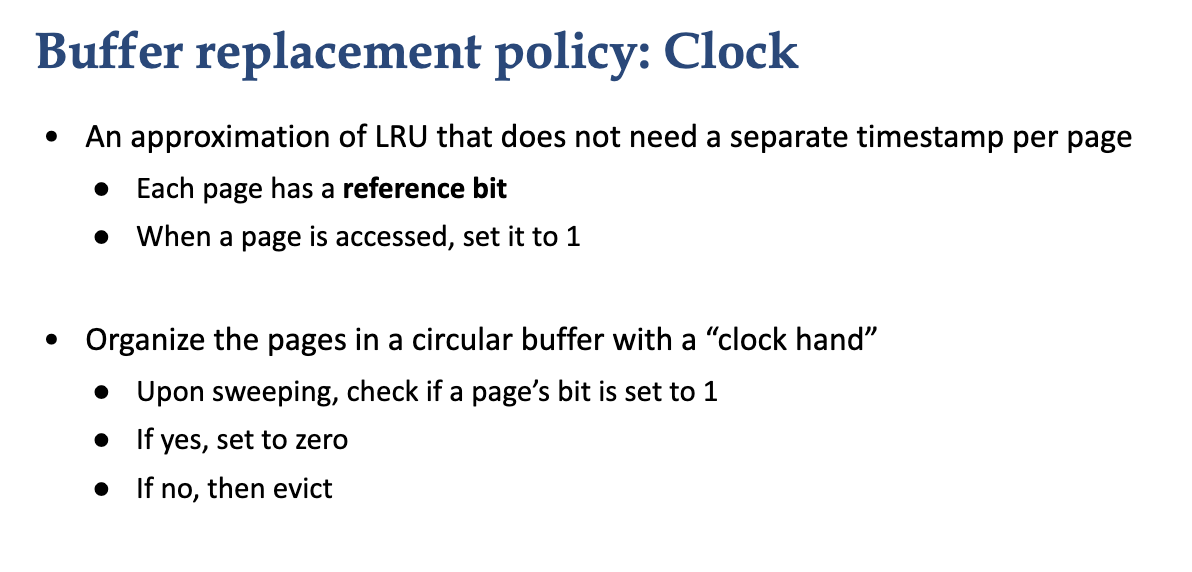 Buffer replacement policy: Clock
• An approximation of LRU that does not need a separate timestamp per page
● Each page has a reference bit
● When a page is accessed, set it to 1
• Organize the pages in a circular buffer with a “clock hand”
● Upon sweeping, check if a page’s bit is set to 1
● If yes, set to zero
● If no, then evict